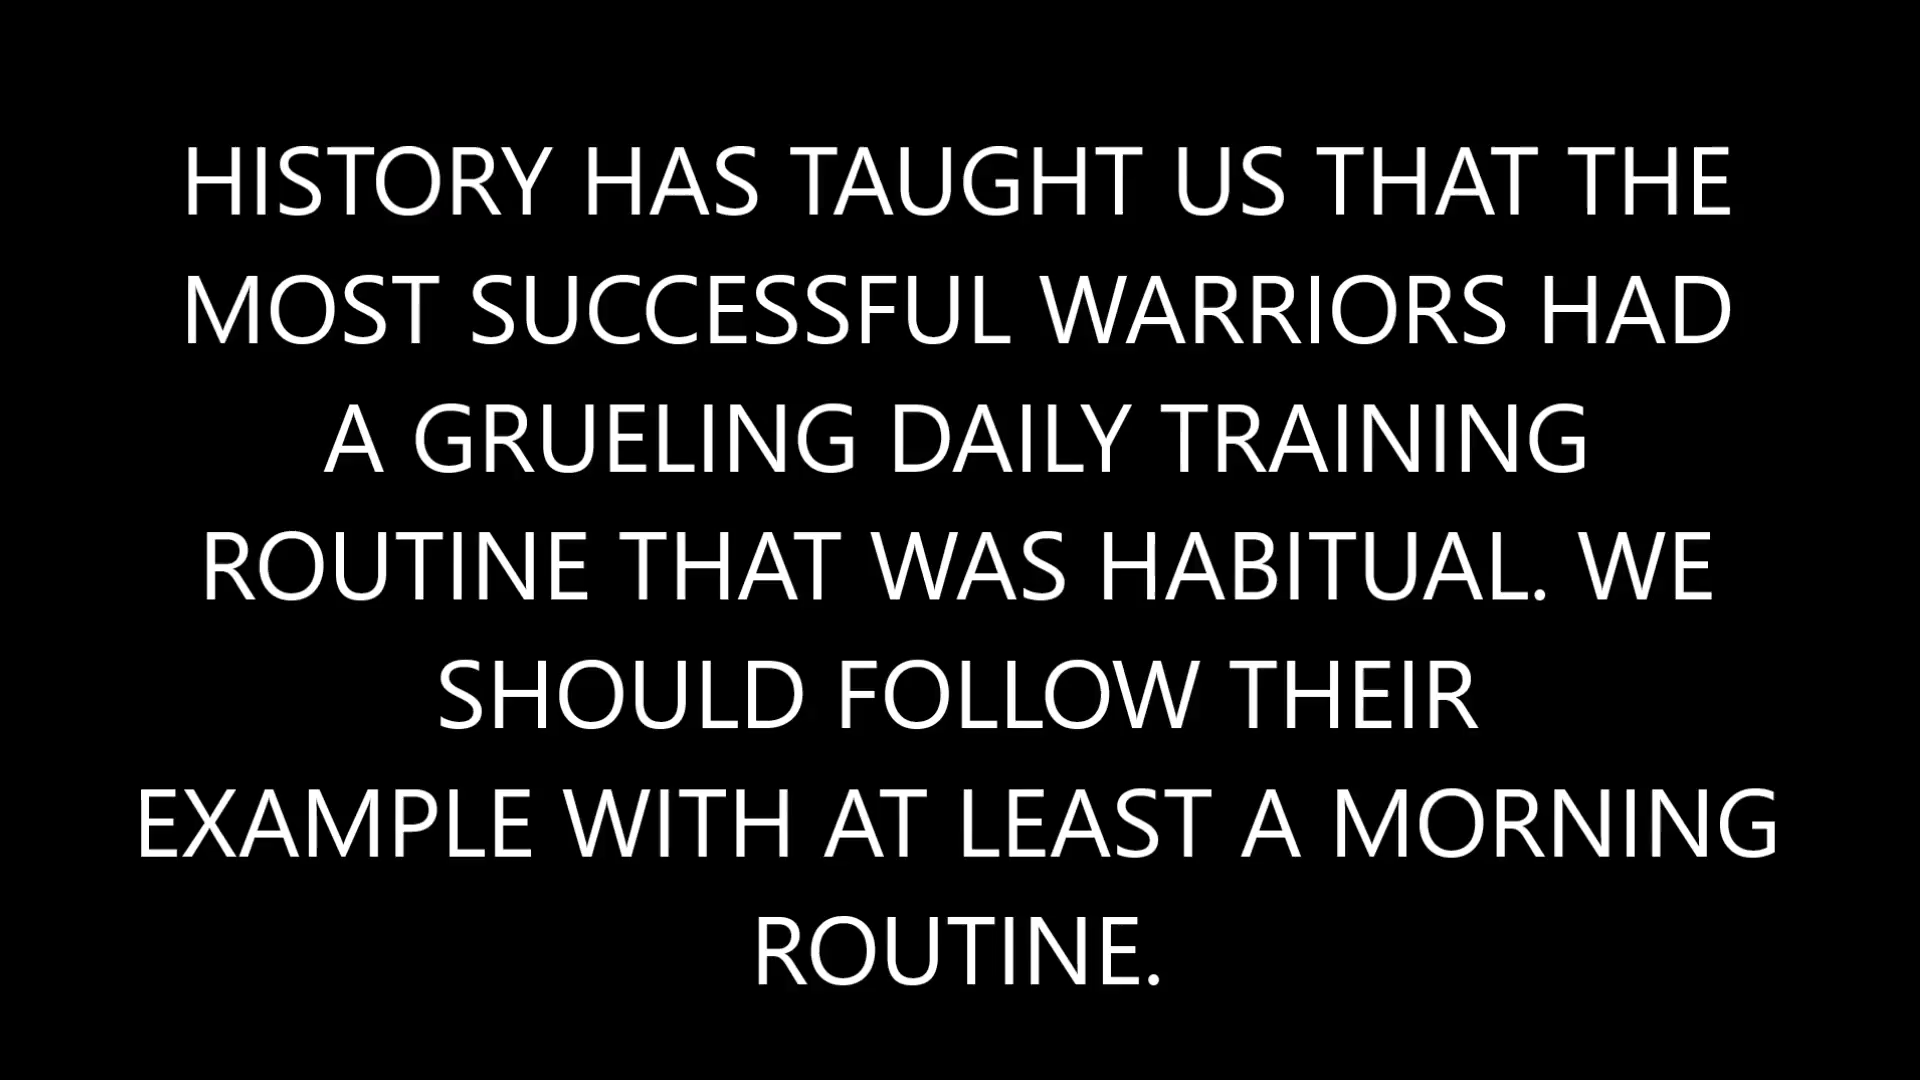 HISTORY HAS TAUGHT US THAT THE
MOST SUCCESSFUL WARRIORS HAD
A GRUELING DAILY TRAINING
ROUTINE THAT WAS HABITUAL. WE
SHOULD FOLLOW THEIR
EXAMPLE WITH AT LEAST A MORNING
ROUTINE.